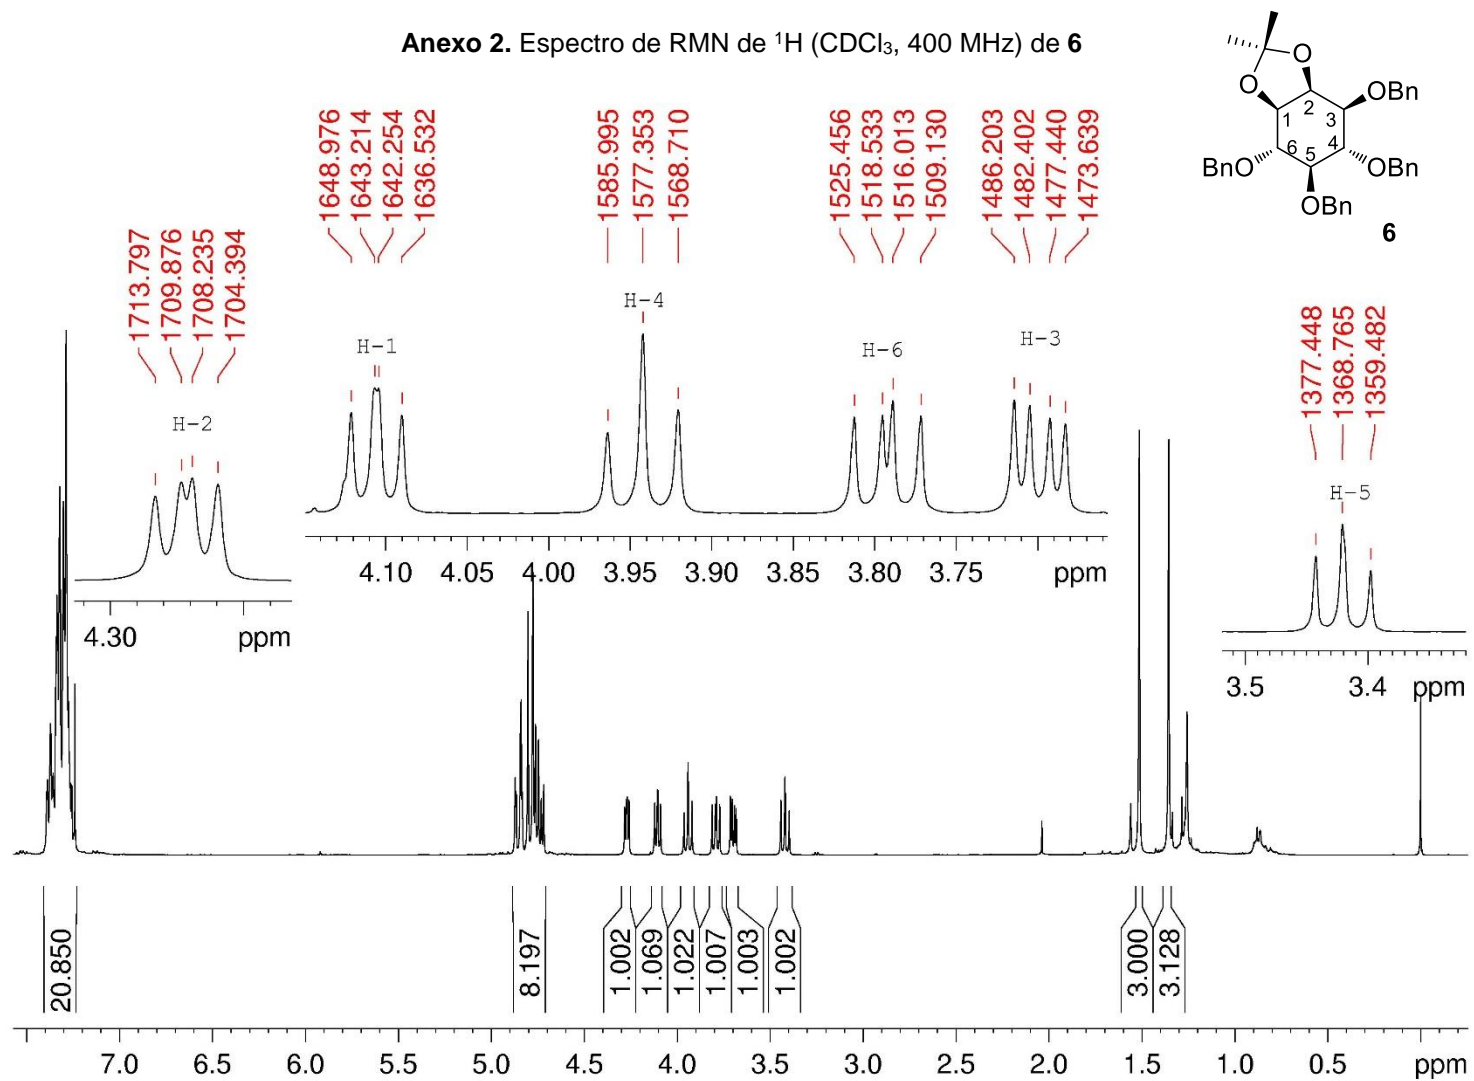 Anexo 2. Espectro de RMN de ¹H (CDCl₃, 400 MHz) de 6
O
O
OBn
1
2
3
6
5
4
BnO
OBn
OBn
6
1713.797
1709.876
1708.235
1704.394
H-2
1648.976
1643.214
1642.254
1636.532
H-1
1585.995
1577.353
1568.710
H-4
1525.456
1518.533
1516.013
1509.130
H-6
1486.203
1482.402
1477.440
1473.639
H-3
1377.448
1368.765
1359.482
H-5
4.30 ppm
4.10 4.05 4.00 3.95 3.90 3.85 3.80 3.75 ppm
3.5 3.4 ppm
20.850
8.197
1.002
1.069
1.022
1.007
1.003
1.002
3.000
3.128
7.0 6.5 6.0 5.5 5.0 4.5 4.0 3.5 3.0 2.5 2.0 1.5 1.0 0.5 ppm